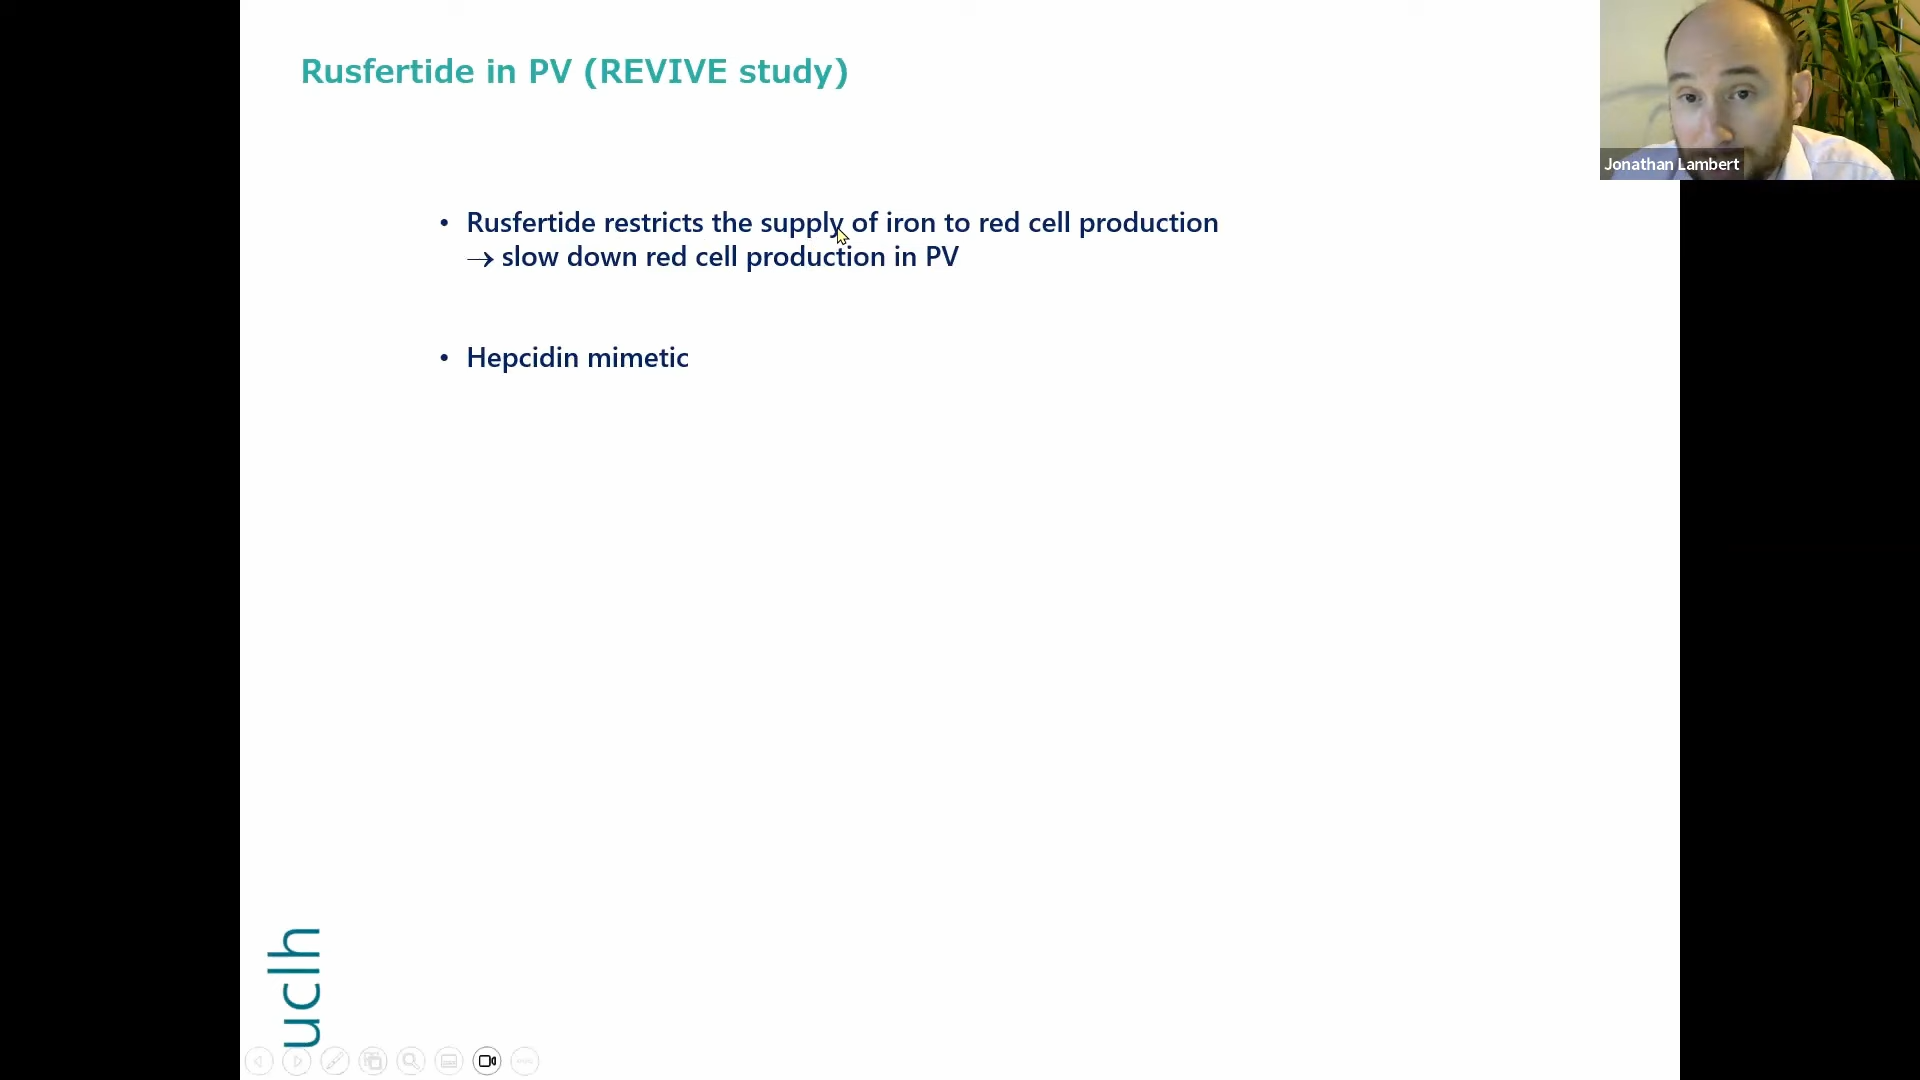 Rusfertide in PV (REVIVE study)
Jonathan Lambert
• Rusfertide restricts the supply of iron to red cell production
→ slow down red cell production in PV
• Hepcidin mimetic
uclh